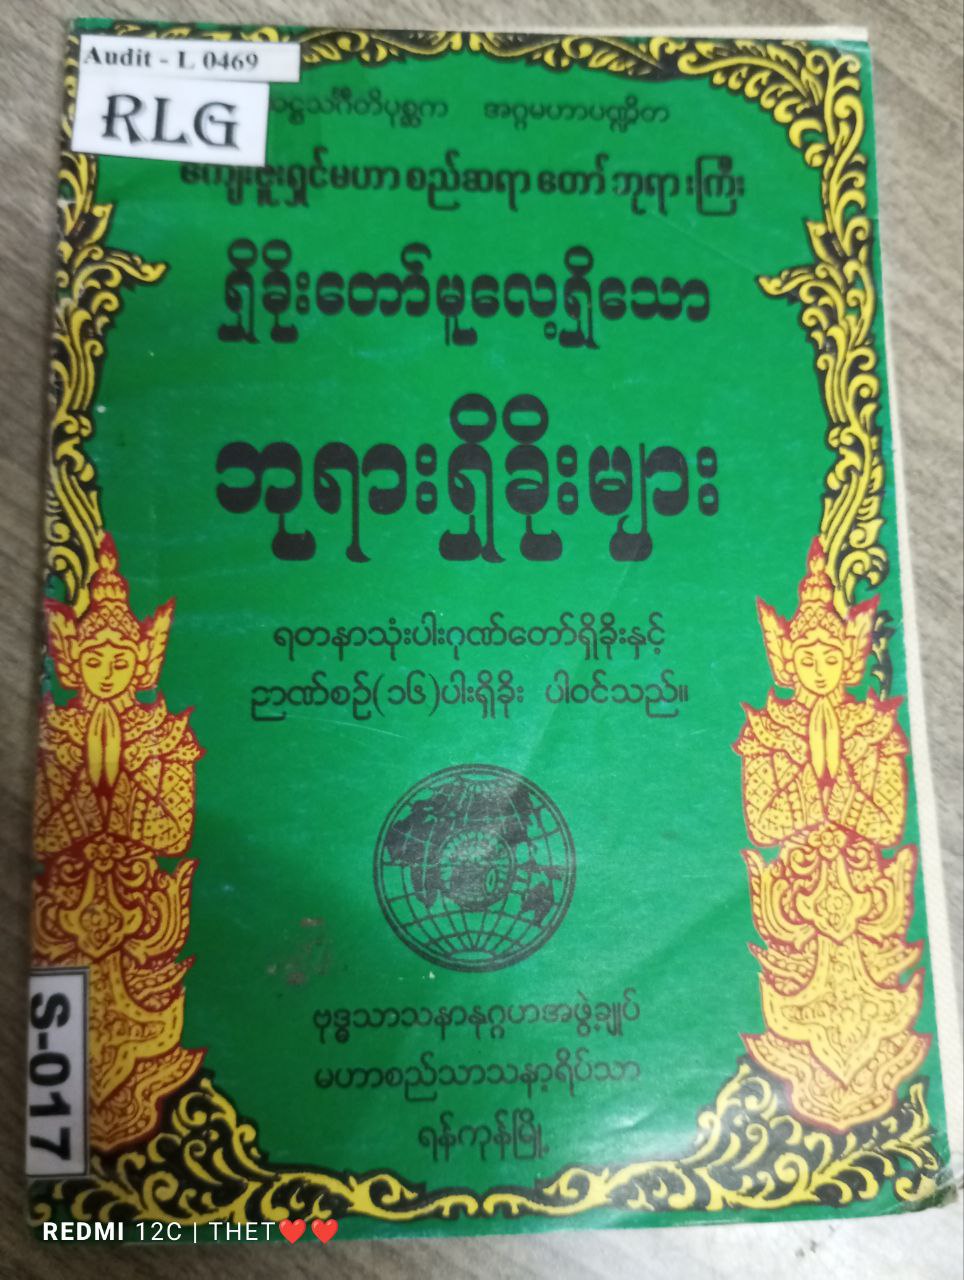 Audit - L 0469
RLG
ဆဋ္ဌသင်္ဂီတိပုစ္ဆက အဂ္ဂမဟာပဏ္ဍိတ
ကျေးဇူးရှင်မဟာစည်ဆရာတော်ဘုရားကြီး
ရှိခိုးတော်မူလေ့ရှိသော
ဘုရားရှိခိုးများ
ရတနာသုံးပါးဂုဏ်တော်ရှိခိုးနှင့်
ဉာဏ်စဉ်(၁၆)ပါးရှိခိုး ပါဝင်သည်။
ဗုဒ္ဓသာသနာနုဂ္ဂဟအဖွဲ့ချုပ်
မဟာစည်သာသနာ့ရိပ်သာ
ရန်ကုန်မြို့
S-017
REDMI 12C | THET❤️❤️